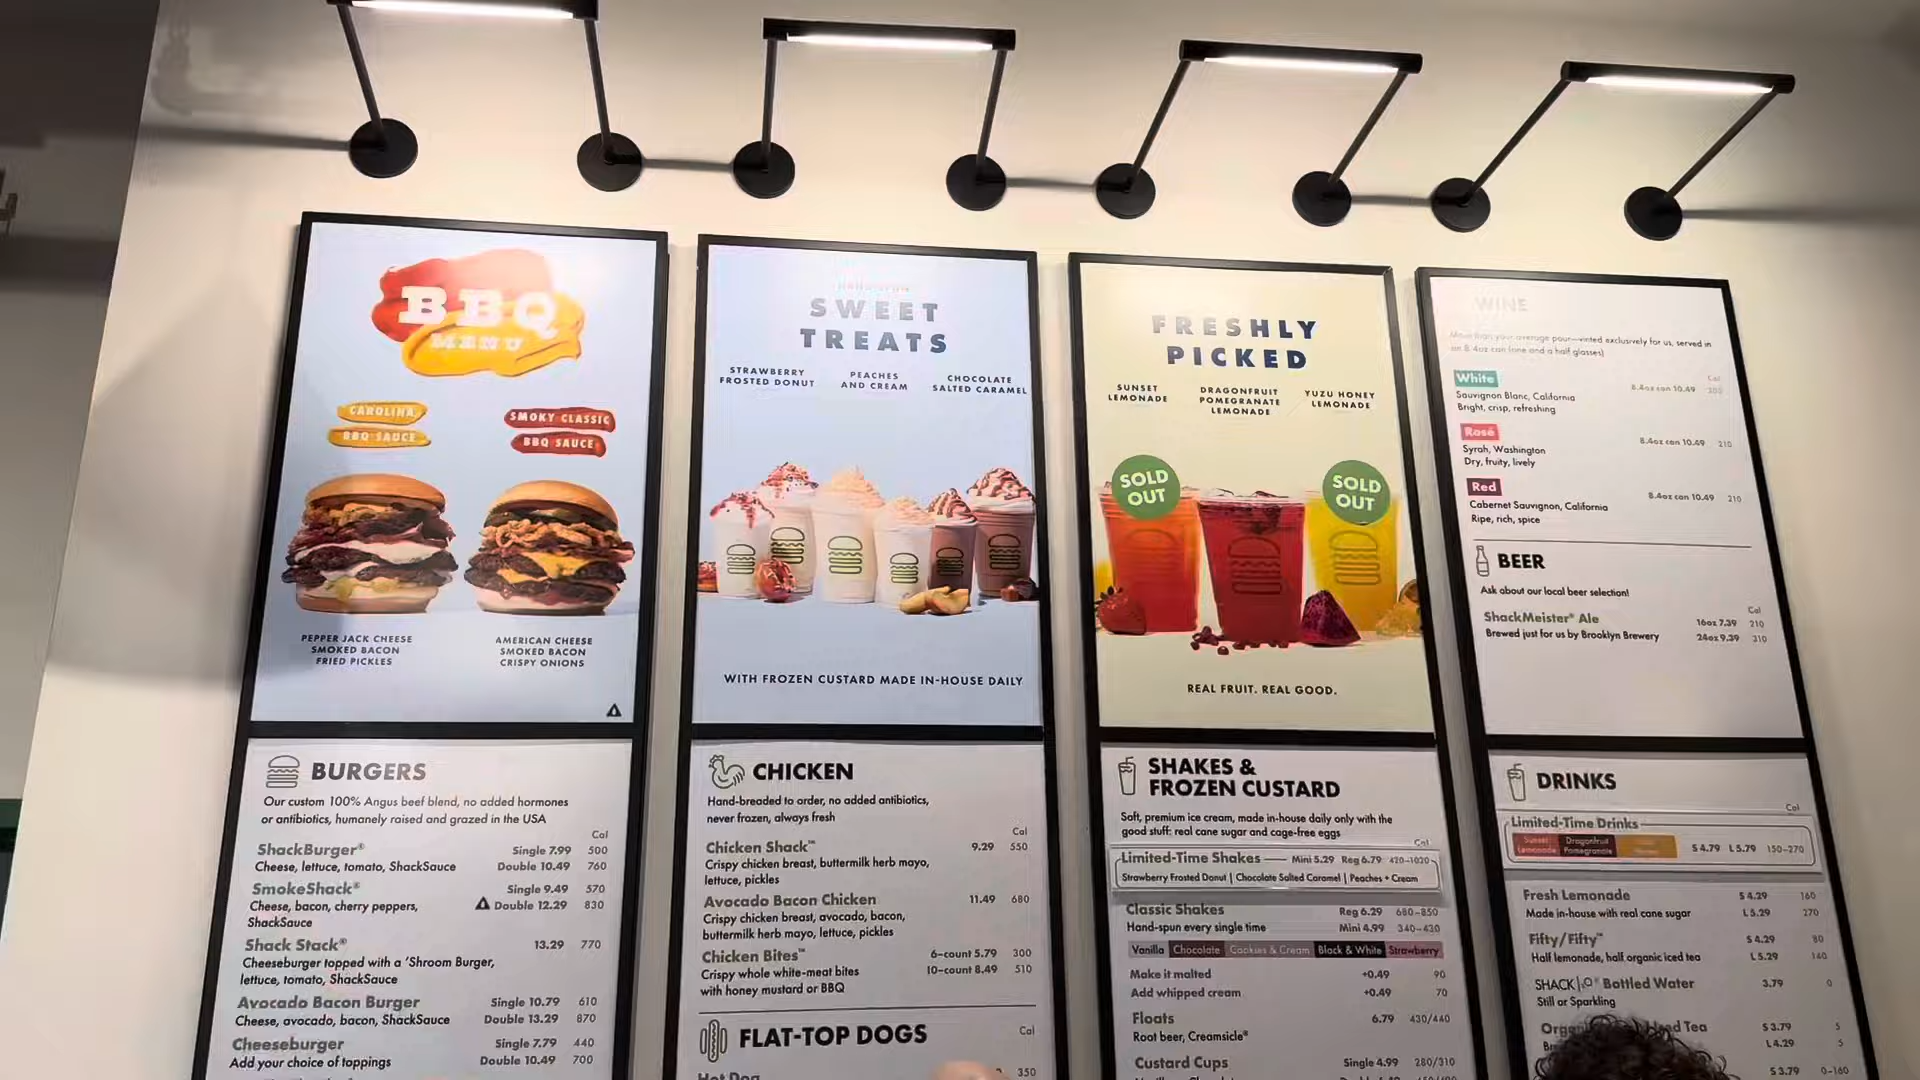 BBQ
MENU
CAROLINA
BBQ SAUCE
SMOKY CLASSIC
BBQ SAUCE
PEPPER JACK CHEESE
SMOKED BACON
FRIED PICKLES
AMERICAN CHEESE
SMOKED BACON
CRISPY ONIONS
BURGERS
Our custom 100% Angus beef blend, no added hormones
or antibiotics, humanely raised and grazed in the USA
Cal
ShackBurger® Single 7.99 500
Cheese, lettuce, tomato, ShackSauce Double 10.49 760
SmokeShack® Single 9.49 570
Cheese, bacon, cherry peppers, Double 12.29 830
ShackSauce
Shack Stack® 13.29 770
Cheeseburger topped with a 'Shroom Burger,
lettuce, tomato, ShackSauce
Avocado Bacon Burger Single 10.79 610
Cheese, avocado, bacon, ShackSauce Double 13.29 870
Cheeseburger Single 7.79 440
Add your choice of toppings Double 10.49 700
SWEET
TREATS
STRAWBERRY
FROSTED DONUT
PEACHES
AND CREAM
CHOCOLATE
SALTED CARAMEL
WITH FROZEN CUSTARD MADE IN-HOUSE DAILY
CHICKEN
Hand-breaded to order, no added antibiotics,
never frozen, always fresh
Cal
Chicken Shack™ 9.29 550
Crispy chicken breast, buttermilk herb mayo,
lettuce, pickles
Avocado Bacon Chicken 11.49 680
Crispy chicken breast, avocado, bacon,
buttermilk herb mayo, lettuce, pickles
Chicken Bites™ 6-count 5.79 300
Crispy whole white-meat bites 10-count 8.49 510
with honey mustard or BBQ
FLAT-TOP DOGS Cal
Hot Dog 350
FRESHLY
PICKED
SUNSET
LEMONADE
DRAGONFRUIT
POMEGRANATE
LEMONADE
YUZU HONEY
LEMONADE
SOLD
OUT
SOLD
OUT
REAL FRUIT. REAL GOOD.
SHAKES &
FROZEN CUSTARD
Soft, premium ice cream, made in-house daily only with the
good stuff: real cane sugar and cage-free eggs
Cal
Limited-Time Shakes Mini 5.29 Reg 6.79 420-1020
Strawberry Frosted Donut | Chocolate Salted Caramel | Peaches + Cream
Classic Shakes Reg 6.29 680-850
Hand-spun every single time Mini 4.99 340-430
Vanilla Chocolate Cookies & Cream Black & White Strawberry
Make it malted +0.49 90
Add whipped cream +0.49 70
Floats 6.79 430/440
Root beer, Creamsicle®
Custard Cups Single 4.99 280/310
WINE
More than your average pour—vinted exclusively for us, served in
an 8.4oz can (one and a half glasses)
Cal
White 8.4oz can 10.49
Sauvignon Blanc, California
Bright, crisp, refreshing
Rosé 8.4oz can 10.49 210
Syrah, Washington
Dry, fruity, lively
Red 8.4oz can 10.49 210
Cabernet Sauvignon, California
Ripe, rich, spice
BEER
Ask about our local beer selection!
Cal
ShackMeister® Ale 16oz 7.39 210
Brewed just for us by Brooklyn Brewery 24oz 9.39 310
DRINKS
Cal
Limited-Time Drinks
Sunset Lemonade Dragonfruit Pomegranate S 4.79 L 5.79 150-270
Fresh Lemonade S 4.29 160
Made in-house with real cane sugar L 5.29 270
Fifty/Fifty™ S 4.29 80
Half lemonade, half organic iced tea L 5.29 140
SHACK Bottled Water 3.79 0
Still or Sparkling
Tea S 3.79 5
L 4.29 5
S 3.79 0-160